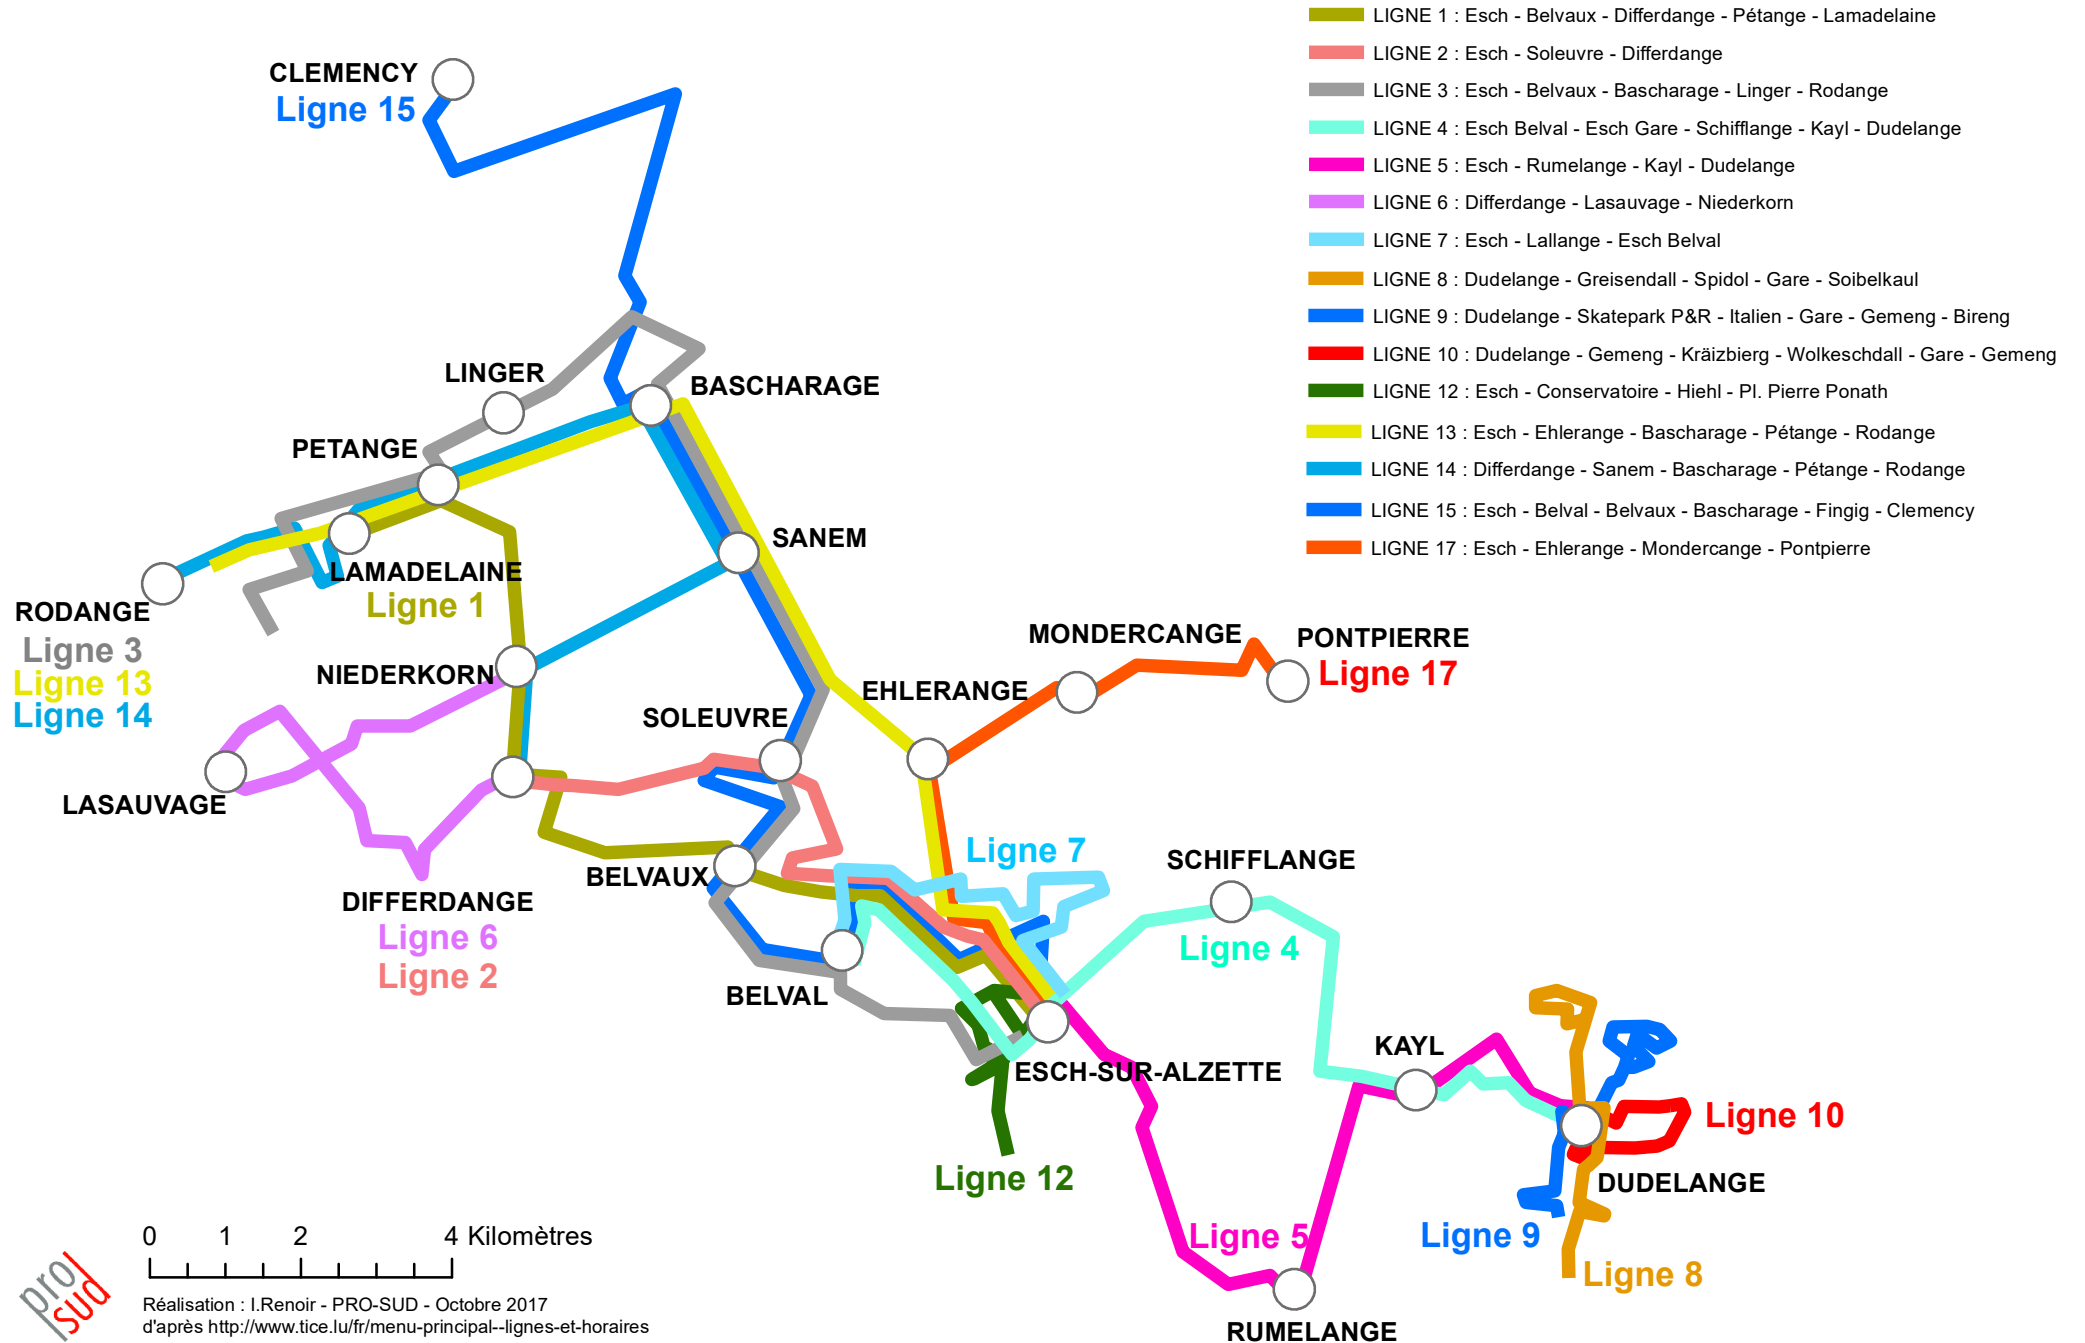 LIGNE 1 : Esch - Belvaux - Differdange - Pétange - Lamadelaine
LIGNE 2 : Esch - Soleuvre - Differdange
LIGNE 3 : Esch - Belvaux - Bascharage - Linger - Rodange
LIGNE 4 : Esch Belval - Esch Gare - Schifflange - Kayl - Dudelange
LIGNE 5 : Esch - Rumelange - Kayl - Dudelange
LIGNE 6 : Differdange - Lasauvage - Niederkorn
LIGNE 7 : Esch - Lallange - Esch Belval
LIGNE 8 : Dudelange - Greisendall - Spidol - Gare - Soibelkaul
LIGNE 9 : Dudelange - Skatepark P&R - Italien - Gare - Gemeng - Bireng
LIGNE 10 : Dudelange - Gemeng - Kräizbierg - Wolkeschdall - Gare - Gemeng
LIGNE 12 : Esch - Conservatoire - Hiehl - Pl. Pierre Ponath
LIGNE 13 : Esch - Ehlerange - Bascharage - Pétange - Rodange
LIGNE 14 : Differdange - Sanem - Bascharage - Pétange - Rodange
LIGNE 15 : Esch - Belval - Belvaux - Bascharage - Fingig - Clemency
LIGNE 17 : Esch - Ehlerange - Mondercange - Pontpierre
CLEMENCY
Ligne 15
LINGER
BASCHARAGE
PETANGE
SANEM
LAMADELAINE
Ligne 1
RODANGE
Ligne 3
Ligne 13
Ligne 14
NIEDERKORN
MONDERCANGE
PONTPIERRE
Ligne 17
EHLERANGE
SOLEUVRE
LASAUVAGE
Ligne 7
SCHIFFLANGE
BELVAUX
DIFFERDANGE
Ligne 6
Ligne 2
Ligne 4
BELVAL
KAYL
ESCH-SUR-ALZETTE
Ligne 10
Ligne 12
DUDELANGE
Ligne 5
Ligne 9
Ligne 8
RUMELANGE
0 1 2 4 Kilomètres
pro
sud
Réalisation : I.Renoir - PRO-SUD - Octobre 2017
d'après http://www.tice.lu/fr/menu-principal--lignes-et-horaires